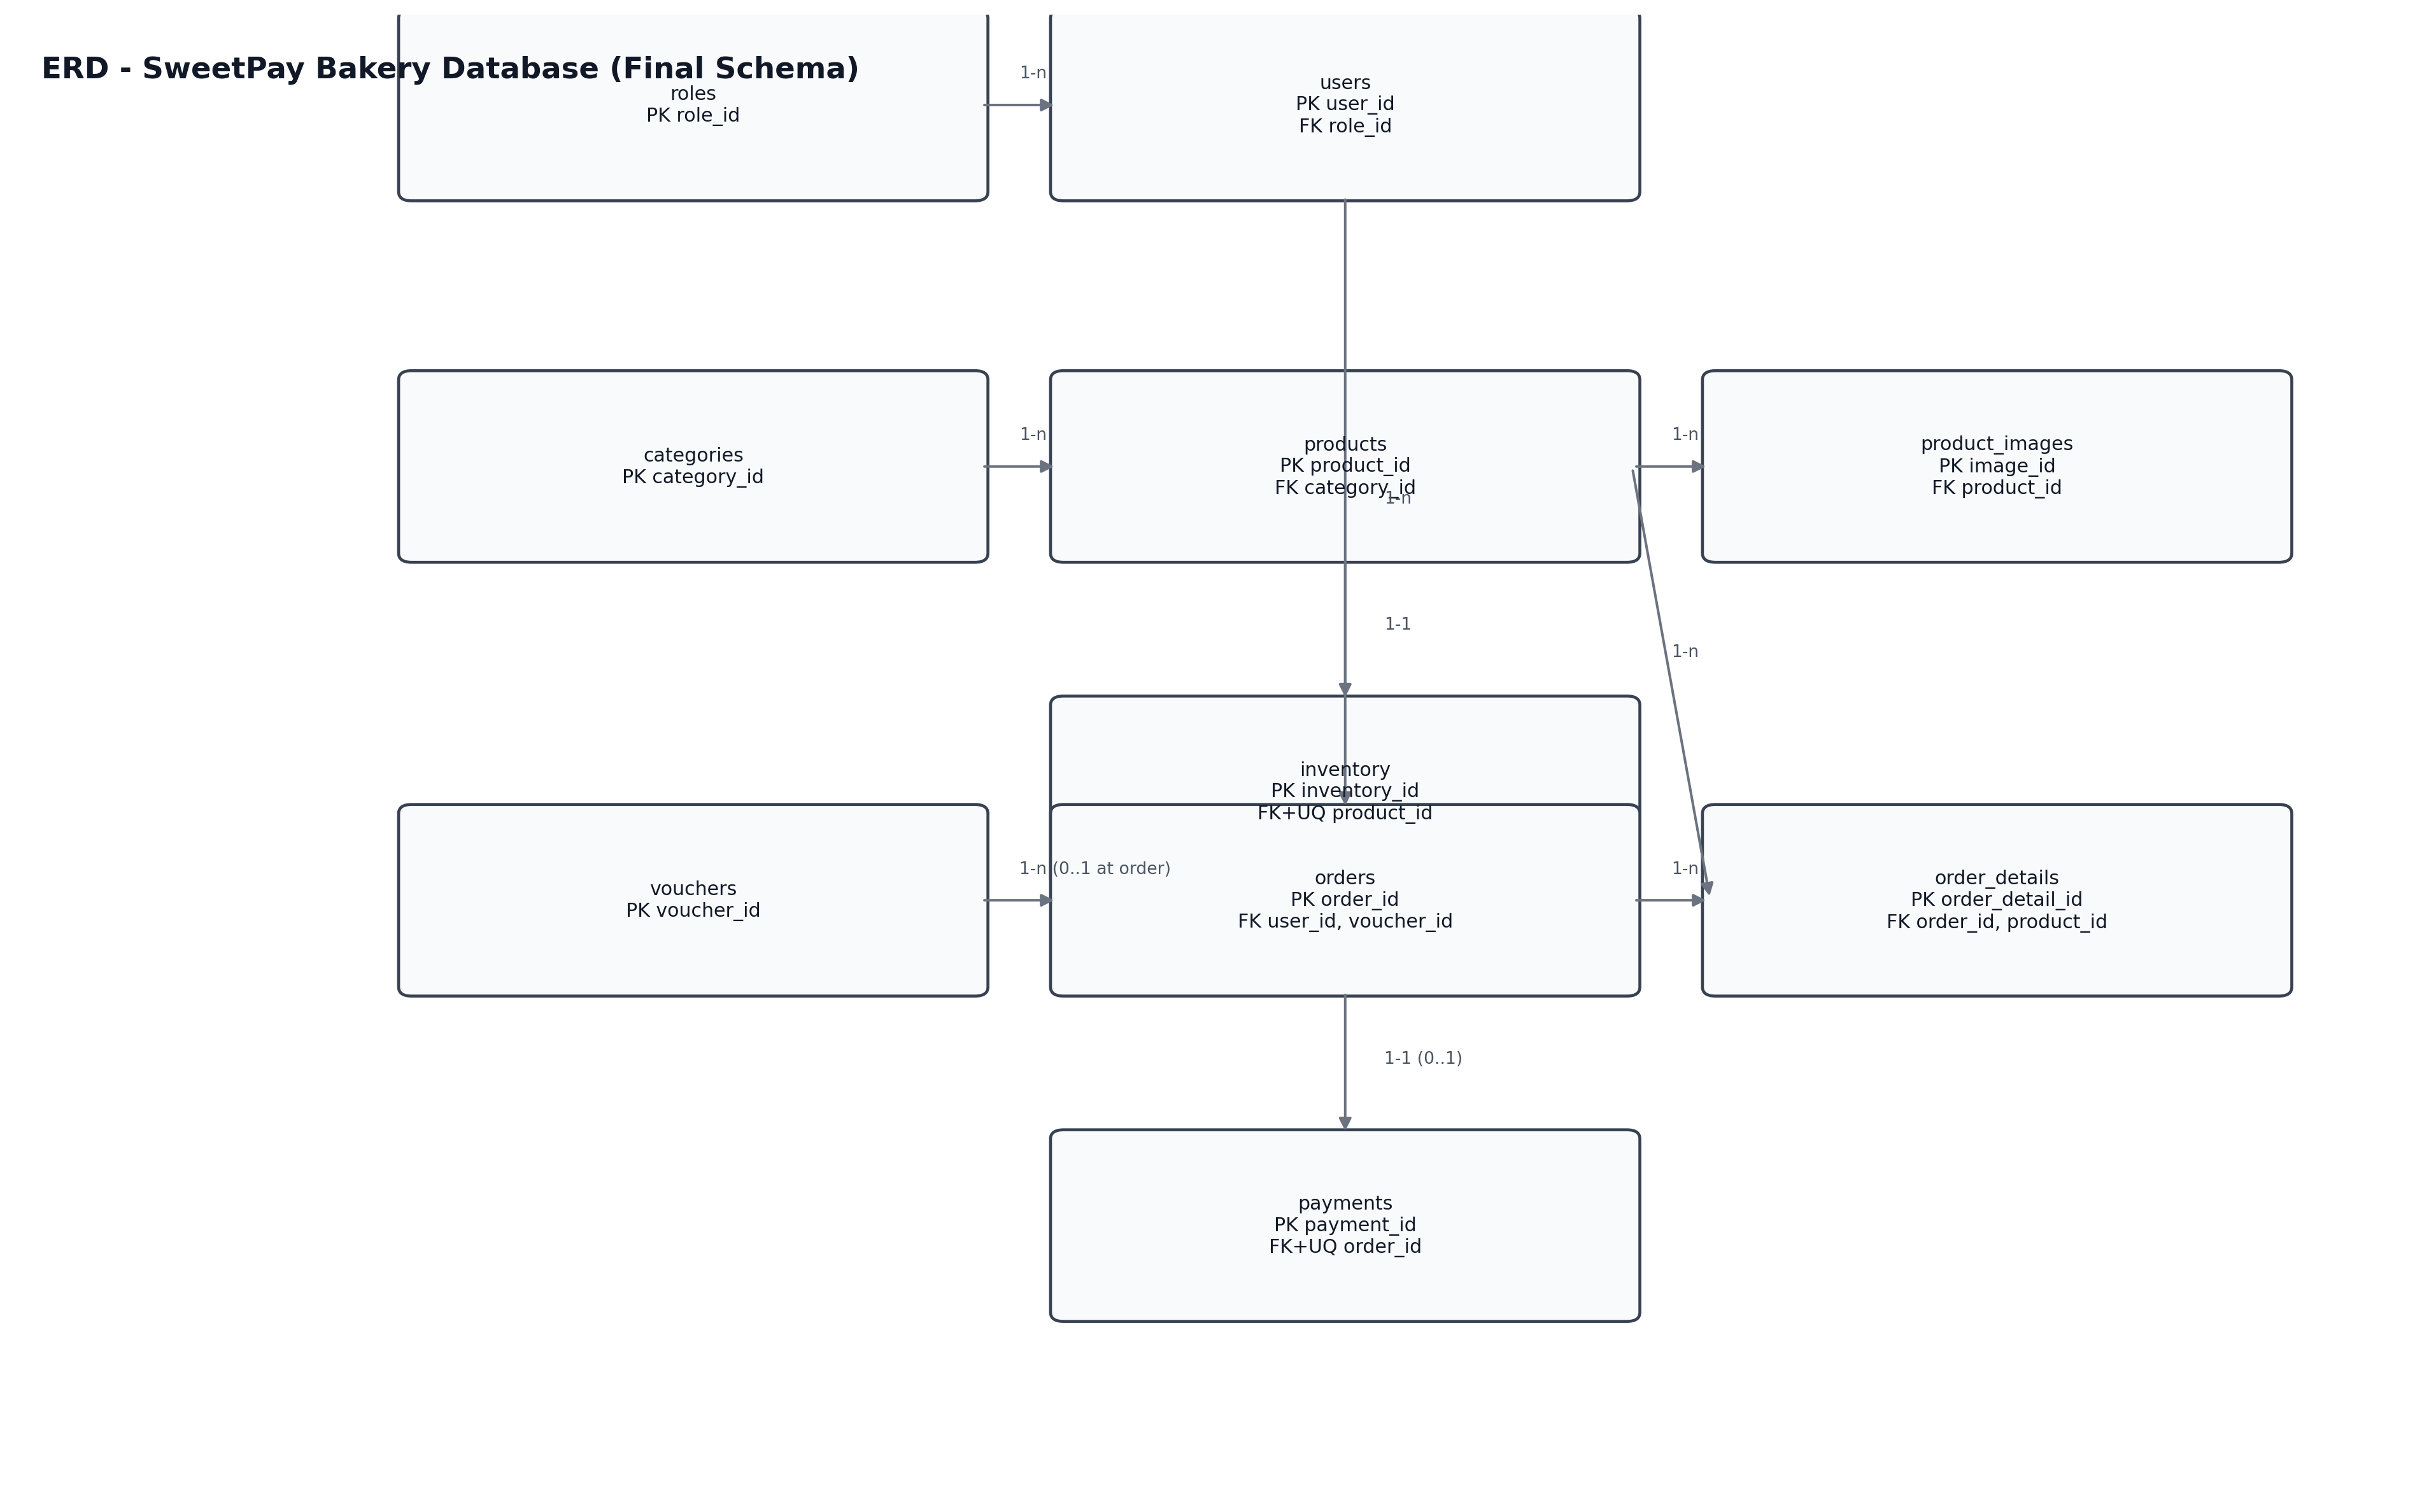 ERD - SweetPay Bakery Database (Final Schema)
roles
PK role_id
1-n
users
PK user_id
FK role_id
categories
PK category_id
1-n
products
PK product_id
FK category_id
1-n
1-n
product_images
PK image_id
FK product_id
1-1
1-n
inventory
PK inventory_id
FK+UQ product_id
vouchers
PK voucher_id
1-n (0..1 at order)
orders
PK order_id
FK user_id, voucher_id
1-n
order_details
PK order_detail_id
FK order_id, product_id
1-1 (0..1)
payments
PK payment_id
FK+UQ order_id